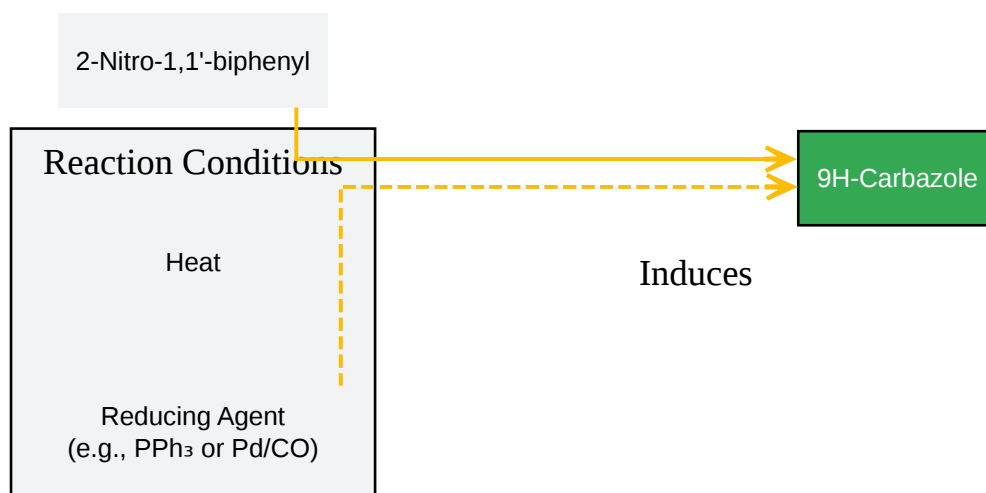 2-Nitro-1,1'-biphenyl
Reaction Conditions
9H-Carbazole
Heat
Induces
Reducing Agent
(e.g., PPh₃ or Pd/CO)